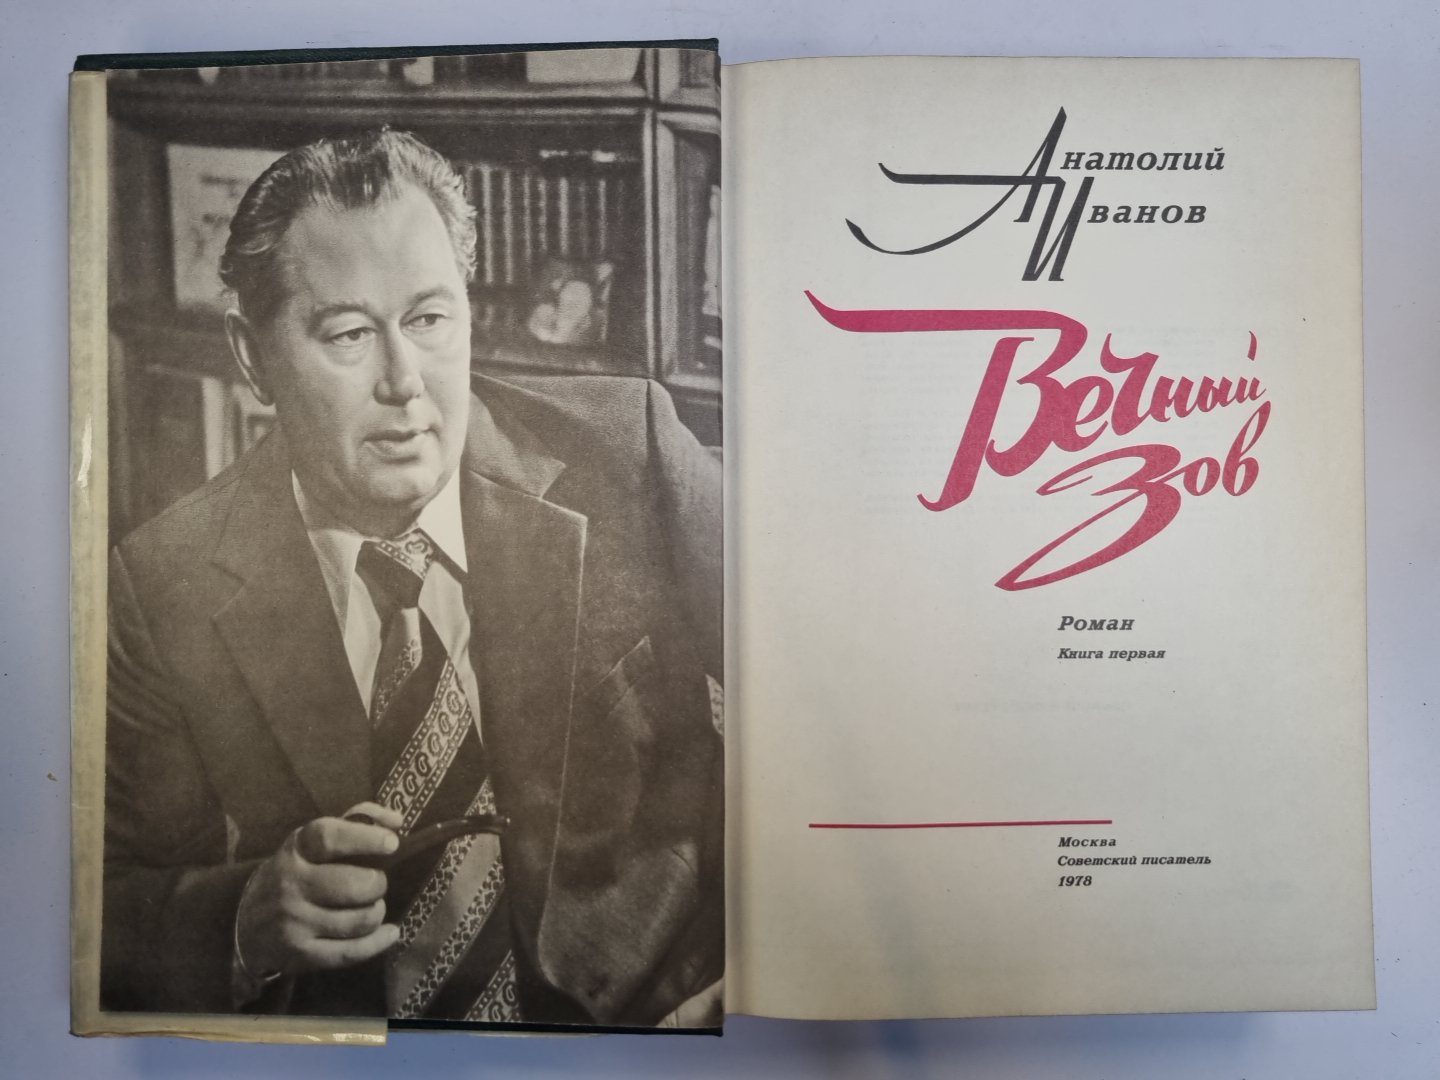 Анатолий
Иванов
Вечный
Зов
Роман
Книга первая
Москва
Советский писатель
1978